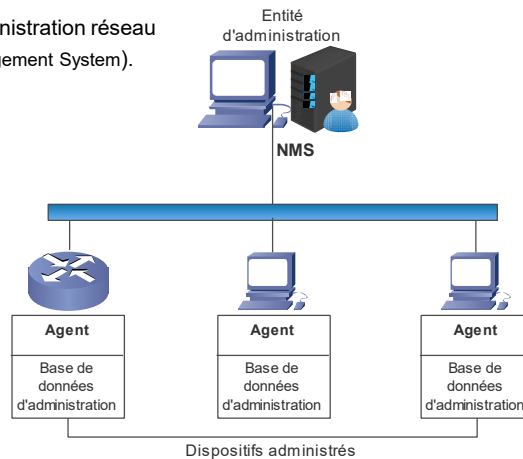 nistration réseau
gement System).
Entité
d'administration
NMS
Agent
Base de
données
d'administration
Agent
Base de
données
d'administration
Agent
Base de
données
d'administration
Dispositifs administrés